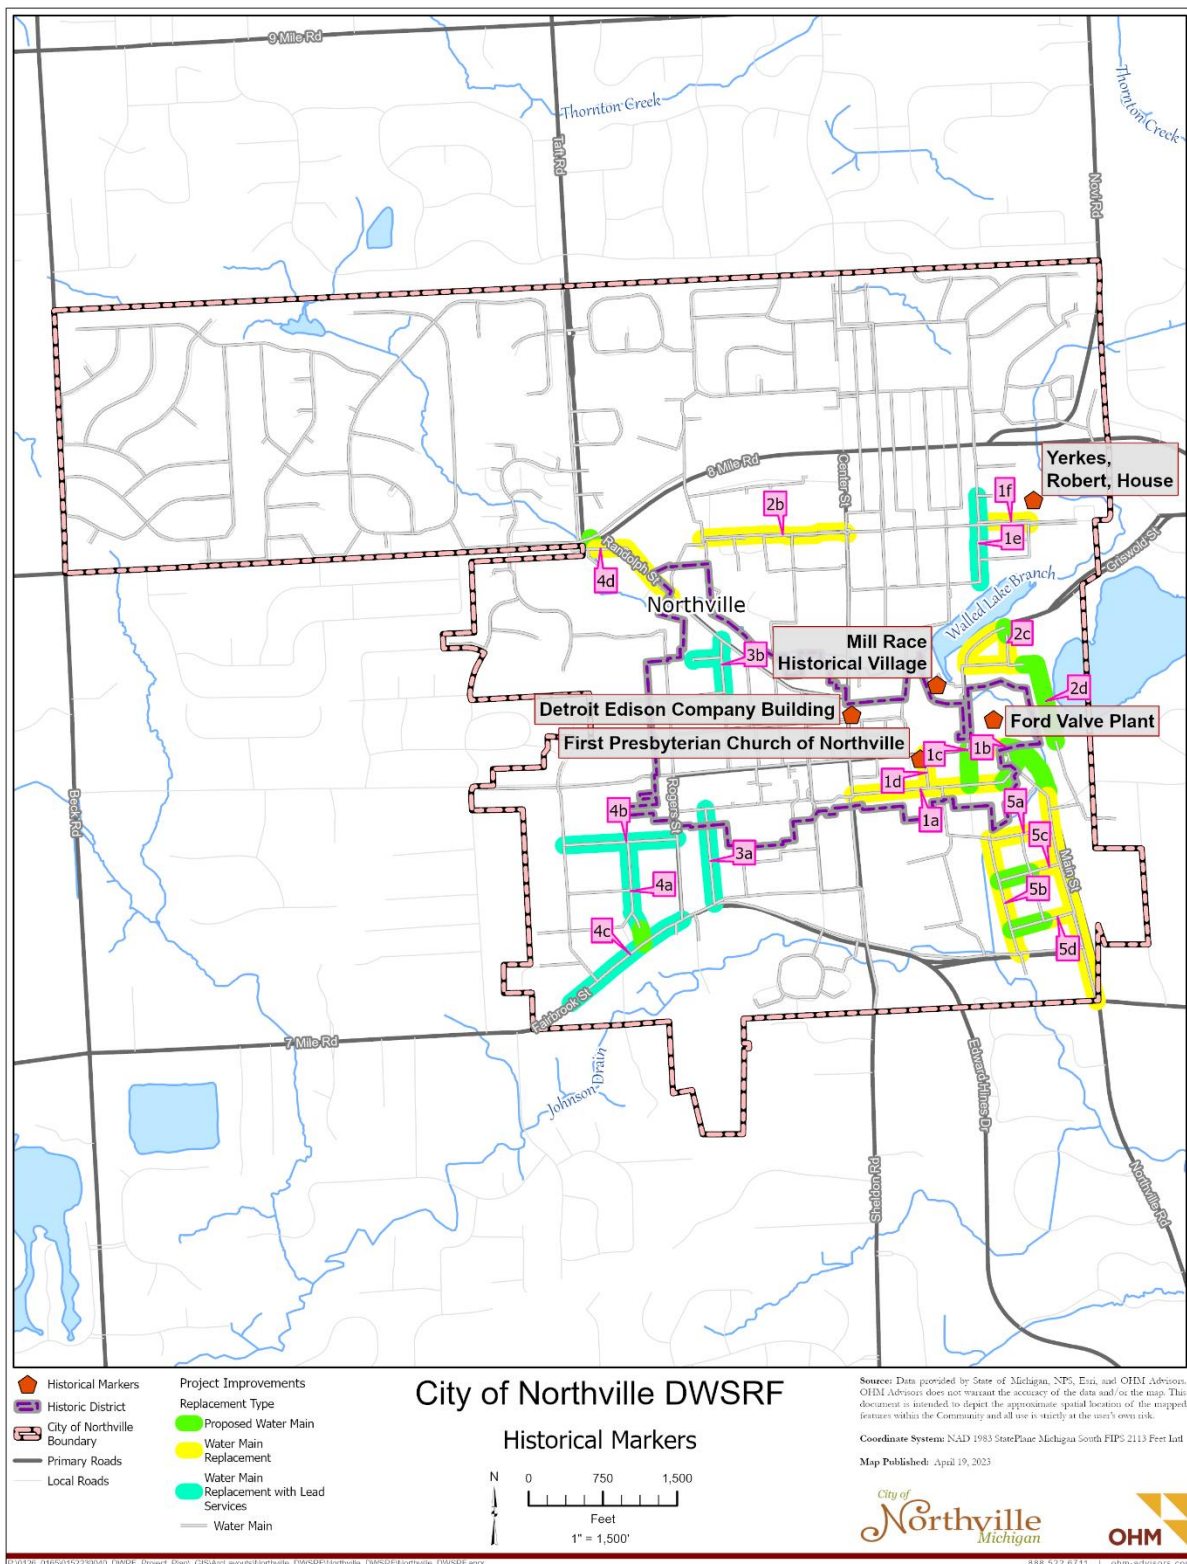 9 Mile Rd
Thornton Creek
Thornton Creek
Taft Rd
Novi Rd
8 Mile Rd
Center St
Yerkes,
Robert, House
1f
2b
1e
Randolph St
4d
Griswold St
Walled Lake Branch
Northville
2c
Mill Race
Historical Village
3b
2d
Detroit Edison Company Building
Ford Valve Plant
First Presbyterian Church of Northville
1c
1b
1d
Rogers St
Beck Rd
4b
1a
5a
5c
3a
Main St
4a
5b
4c
5d
Fairbrook St
7 Mile Rd
Johnson Drain
Edward Hines Dr
Sheldon Rd
Northville Rd
Historical Markers
Historic District
City of Northville
Boundary
Primary Roads
Local Roads
Project Improvements
Replacement Type
Proposed Water Main
Water Main
Replacement
Water Main
Replacement with Lead
Services
Water Main
City of Northville DWSRF
Historical Markers
N
0 750 1,500
Feet
1" = 1,500'
Source: Data provided by State of Michigan, NPS, Esri, and OHM Advisors.
OHM Advisors does not warrant the accuracy of the data and/or the map. This
document is intended to depict the approximate spatial location of the mapped
features within the Community and all use is strictly at the user's own risk.
Coordinate System: NAD 1983 StatePlane Michigan South FIPS 2113 Feet Intl
Map Published: April 19, 2023
City of
Northville
Michigan
OHM
888.522.6711 | ohm-advisors.co